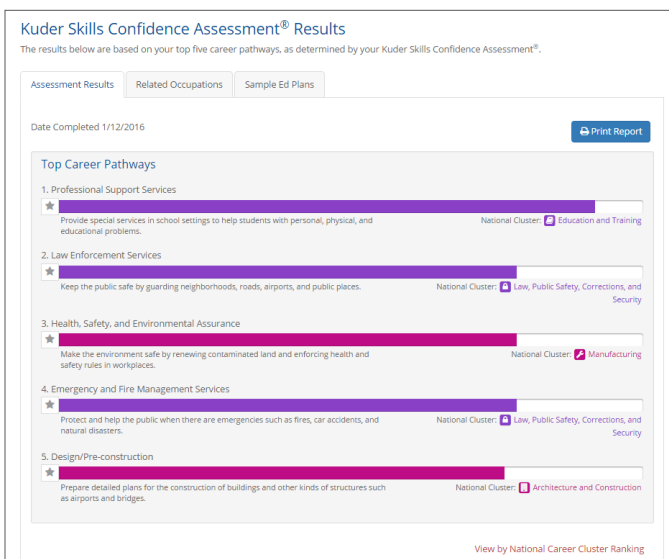 Kuder Skills Confidence Assessment® Results
The results below are based on your top five career pathways, as determined by your Kuder Skills Confidence Assessment®.
Assessment Results
Related Occupations
Sample Ed Plans
Date Completed 1/12/2016
Print Report
Top Career Pathways
1. Professional Support Services
Provide special services in school settings to help students with personal, physical, and
educational problems.
National Cluster: Education and Training
2. Law Enforcement Services
Keep the public safe by guarding neighborhoods, roads, airports, and public places.
National Cluster: Law, Public Safety, Corrections, and
Security
3. Health, Safety, and Environmental Assurance
Make the environment safe by renewing contaminated land and enforcing health and
safety rules in workplaces.
National Cluster: Manufacturing
4. Emergency and Fire Management Services
Protect and help the public when there are emergencies such as fires, car accidents, and
natural disasters.
National Cluster: Law, Public Safety, Corrections, and
Security
5. Design/Pre-construction
Prepare detailed plans for the construction of buildings and other kinds of structures such
as airports and bridges.
National Cluster: Architecture and Construction
View by National Career Cluster Ranking